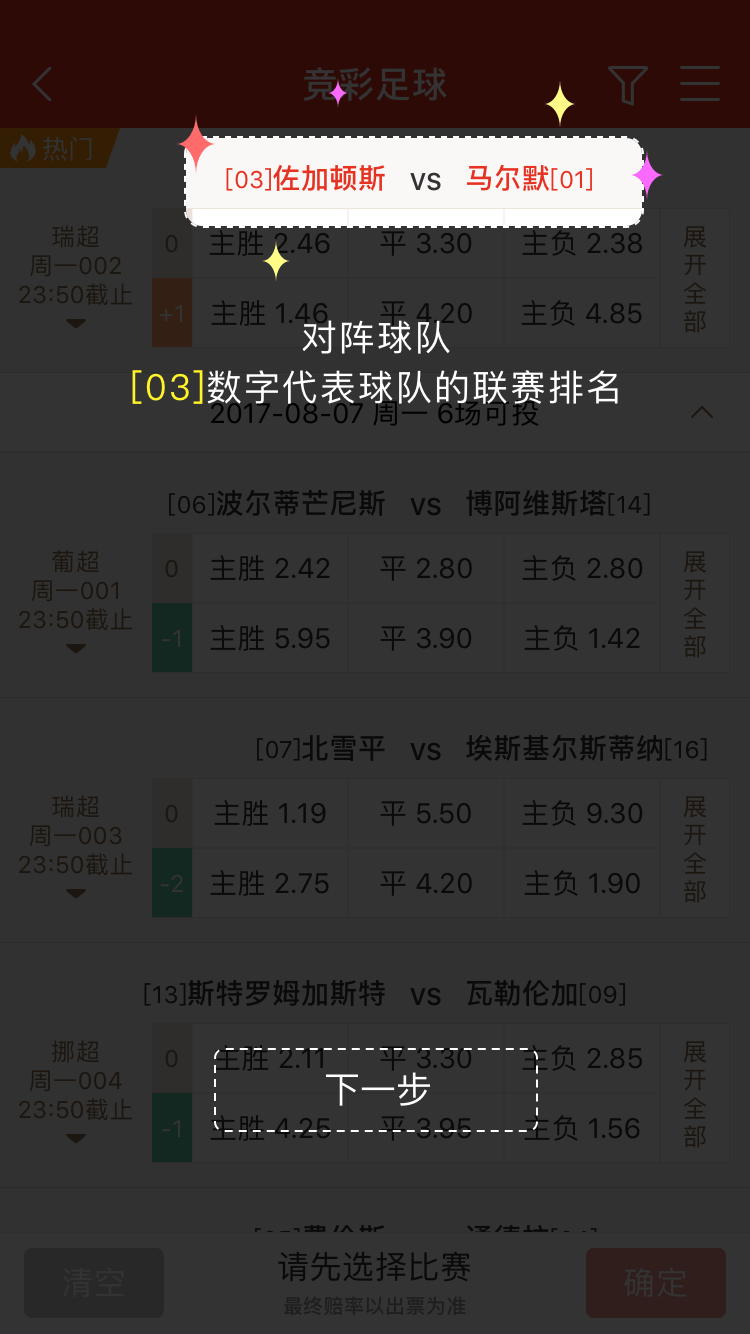 竞彩足球
热门
[03]佐加顿斯 vs 马尔默[01]
瑞超
周一002
23:50截止
0 主胜 2.46 平 3.30 主负 2.38
+1 主胜 1.46 平 4.20 主负 4.85
展开全部
对阵球队
[03]数字代表球队的联赛排名
2017-08-07 周一 6场可投
[06]波尔蒂芒尼斯 vs 博阿维斯塔[14]
葡超
周一001
23:50截止
0 主胜 2.42 平 2.80 主负 2.80
-1 主胜 5.95 平 3.90 主负 1.42
展开全部
[07]北雪平 vs 埃斯基尔斯蒂纳[16]
瑞超
周一003
23:50截止
0 主胜 1.19 平 5.50 主负 9.30
-2 主胜 2.75 平 4.20 主负 1.90
展开全部
[13]斯特罗姆加斯特 vs 瓦勒伦加[09]
挪超
周一004
23:50截止
0 主胜 2.11 平 3.30 主负 2.85
-1 主胜 4.25 平 3.95 主负 1.56
展开全部
下一步
清空
请先选择比赛
最终赔率以出票为准
确定